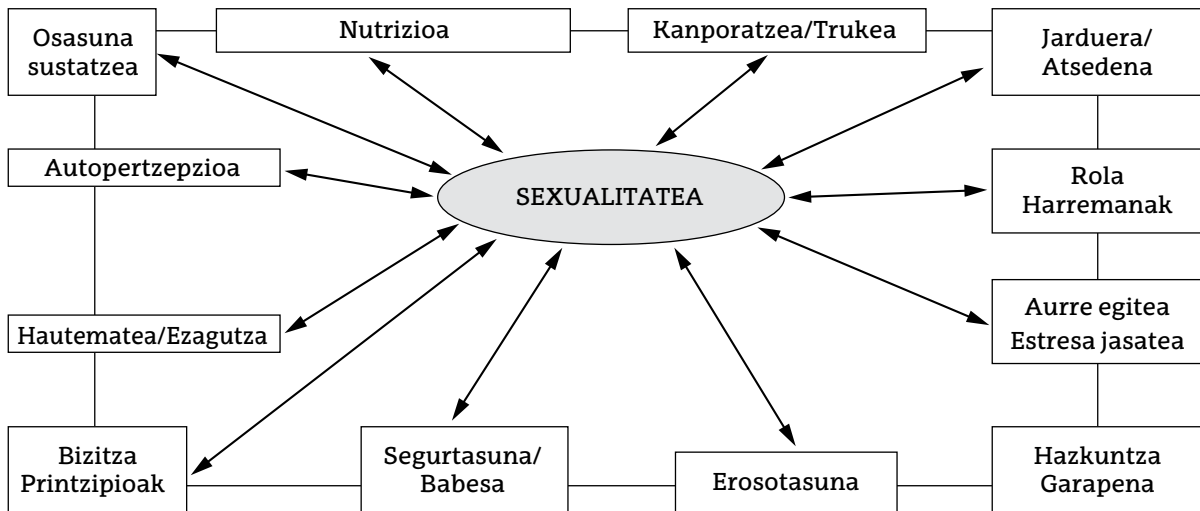 Osasuna
sustatzea
Nutrizioa
Kanporatzea/Trukea
Jarduera/
Atsedena
Autopertzepzioa
SEXUALITATEA
Rola
Harremanak
Hautematea/Ezagutza
Aurre egitea
Estresa jasatea
Bizitza
Printzipioak
Segurtasuna/
Babesa
Erosotasuna
Hazkuntza
Garapena